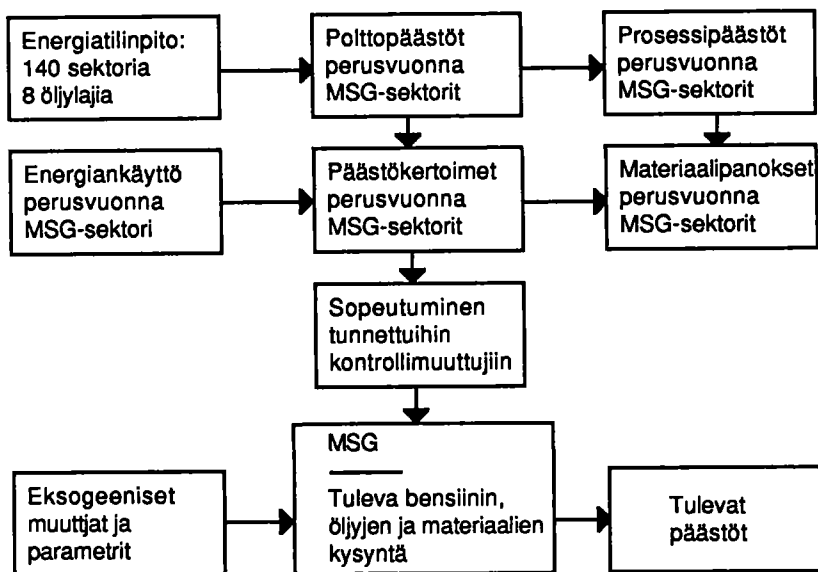 Energiatilinpito:
140 sektoria
8 öljylajia
Polttopäästöt
perusvuonna
MSG-sektorit
Prosessipäästöt
perusvuonna
MSG-sektorit
Energiankäyttö
perusvuonna
MSG-sektori
Päästökertoimet
perusvuonna
MSG-sektorit
Materiaalipanokset
perusvuonna
MSG-sektorit
Sopeutuminen
tunnettuihin
kontrollimuuttujiin
Eksogeeniset
muuttjat ja
parametrit
MSG
Tuleva bensiinin,
öljyjen ja materiaalien
kysyntä
Tulevat
päästöt